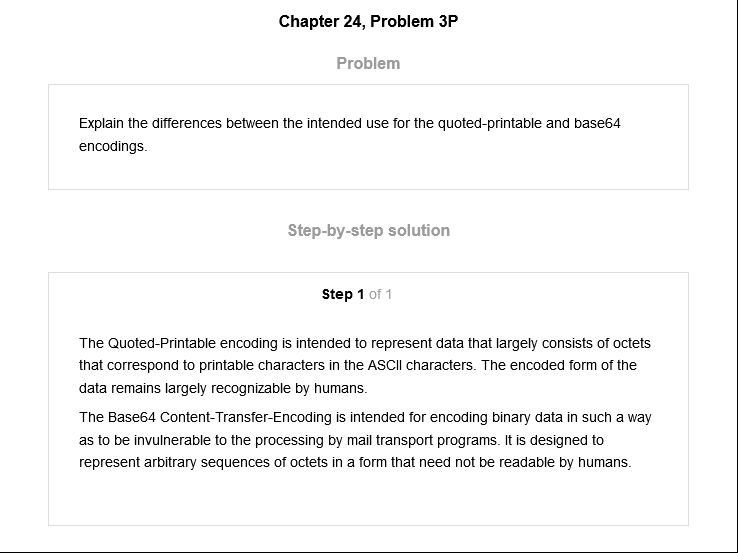 Chapter 24, Problem 3P
Problem
Explain the differences between the intended use for the quoted-printable and base64
encodings.
Step-by-step solution
Step 1 of 1
The Quoted-Printable encoding is intended to represent data that largely consists of octets
that correspond to printable characters in the ASCII characters. The encoded form of the
data remains largely recognizable by humans.
The Base64 Content-Transfer-Encoding is intended for encoding binary data in such a way
as to be invulnerable to the processing by mail transport programs. It is designed to
represent arbitrary sequences of octets in a form that need not be readable by humans.